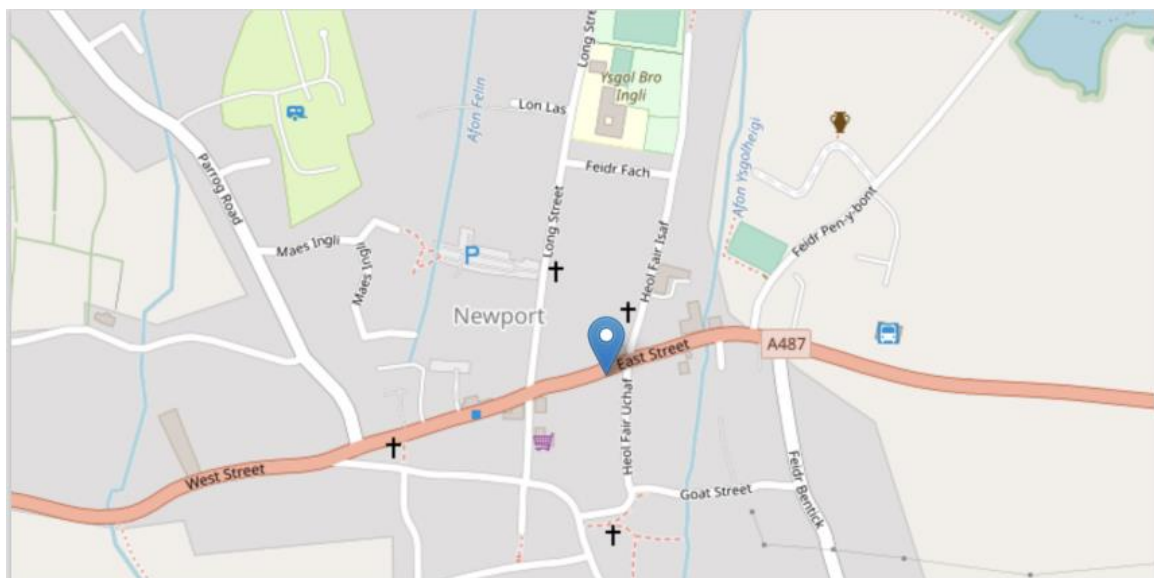 Long Street
Ysgol Bro
Ingli
Afon Felin
Lon Las
Afon Ysgolheigi
Parrog Road
Feidr Fach
Long Street
Heol Fair Isaf
Feidr Pen-y-bont
Maes Ingli
Maes Ingli
P
Newport
East Street
A487
Heol Fair Uchaf
West Street
Goat Street
Feidr Bentick